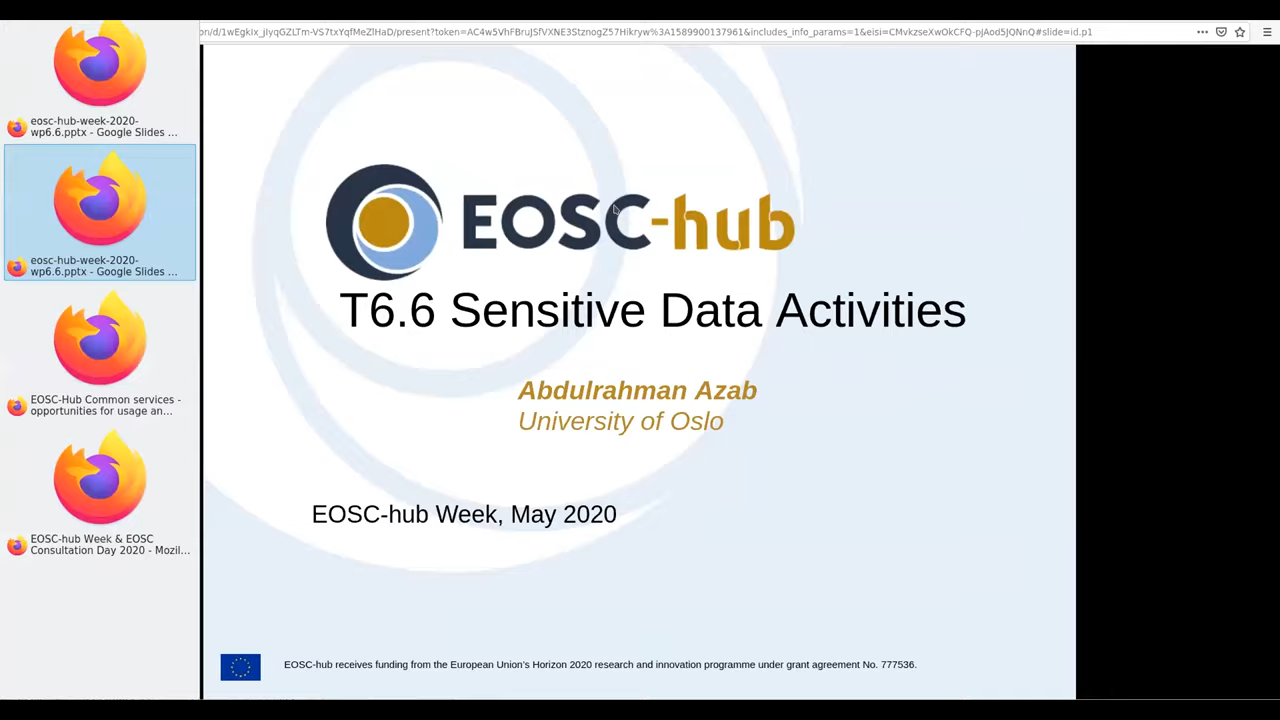 eosc-hub-week-2020-
wp6.6.pptx - Google Slides ...
eosc-hub-week-2020-
wp6.6.pptx - Google Slides ...
EOSC-Hub Common services -
opportunities for usage an...
EOSC-hub Week & EOSC
Consultation Day 2020 - Mozil...
EOSC-hub
T6.6 Sensitive Data Activities
Abdulrahman Azab
University of Oslo
EOSC-hub Week, May 2020
EOSC-hub receives funding from the European Union's Horizon 2020 research and innovation programme under grant agreement No. 777536.